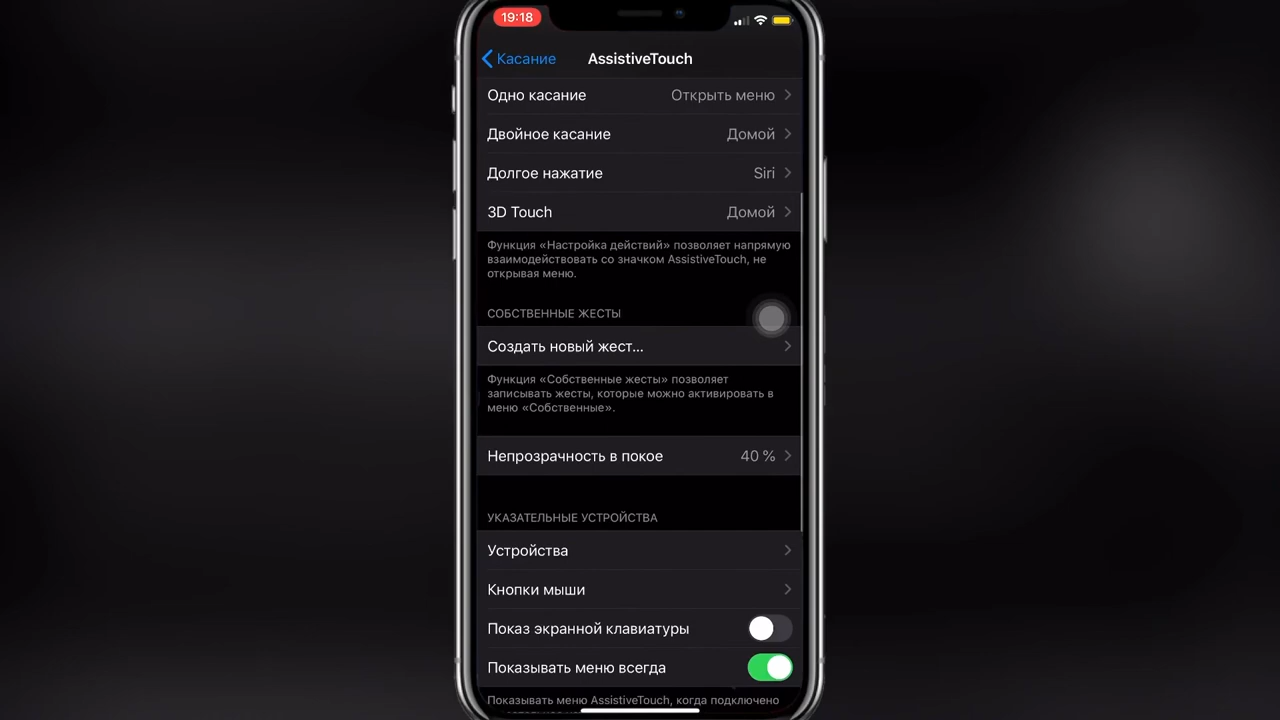 19:18
Касание
AssistiveTouch
Одно касание Открыть меню
Двойное касание Домой
Долгое нажатие Siri
3D Touch Домой
Функция «Настройка действий» позволяет напрямую
взаимодействовать со значком AssistiveTouch, не
открывая меню.
СОБСТВЕННЫЕ ЖЕСТЫ
Создать новый жест...
Функция «Собственные жесты» позволяет
записывать жесты, которые можно активировать в
меню «Собственные».
Непрозрачность в покое 40 %
УКАЗАТЕЛЬНЫЕ УСТРОЙСТВА
Устройства
Кнопки мыши
Показ экранной клавиатуры
Показывать меню всегда
Показывать меню AssistiveTouch, когда подключено